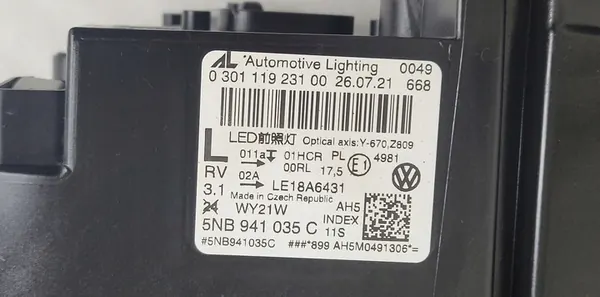 AL Automotive Lighting 0049
0 301 119 231 00 26.07.21 668
LED前照灯 Optical axis:Y-670,Z809
L 011a 01HCR PL E1 4981
00RL 17,5
RV 02A → LE18A6431
3.1 Made in Czech Republic AH5
24 WY21W INDEX
5NB 941 035 C 11S
#5NB941035C ###*899 AH5M0491306*=